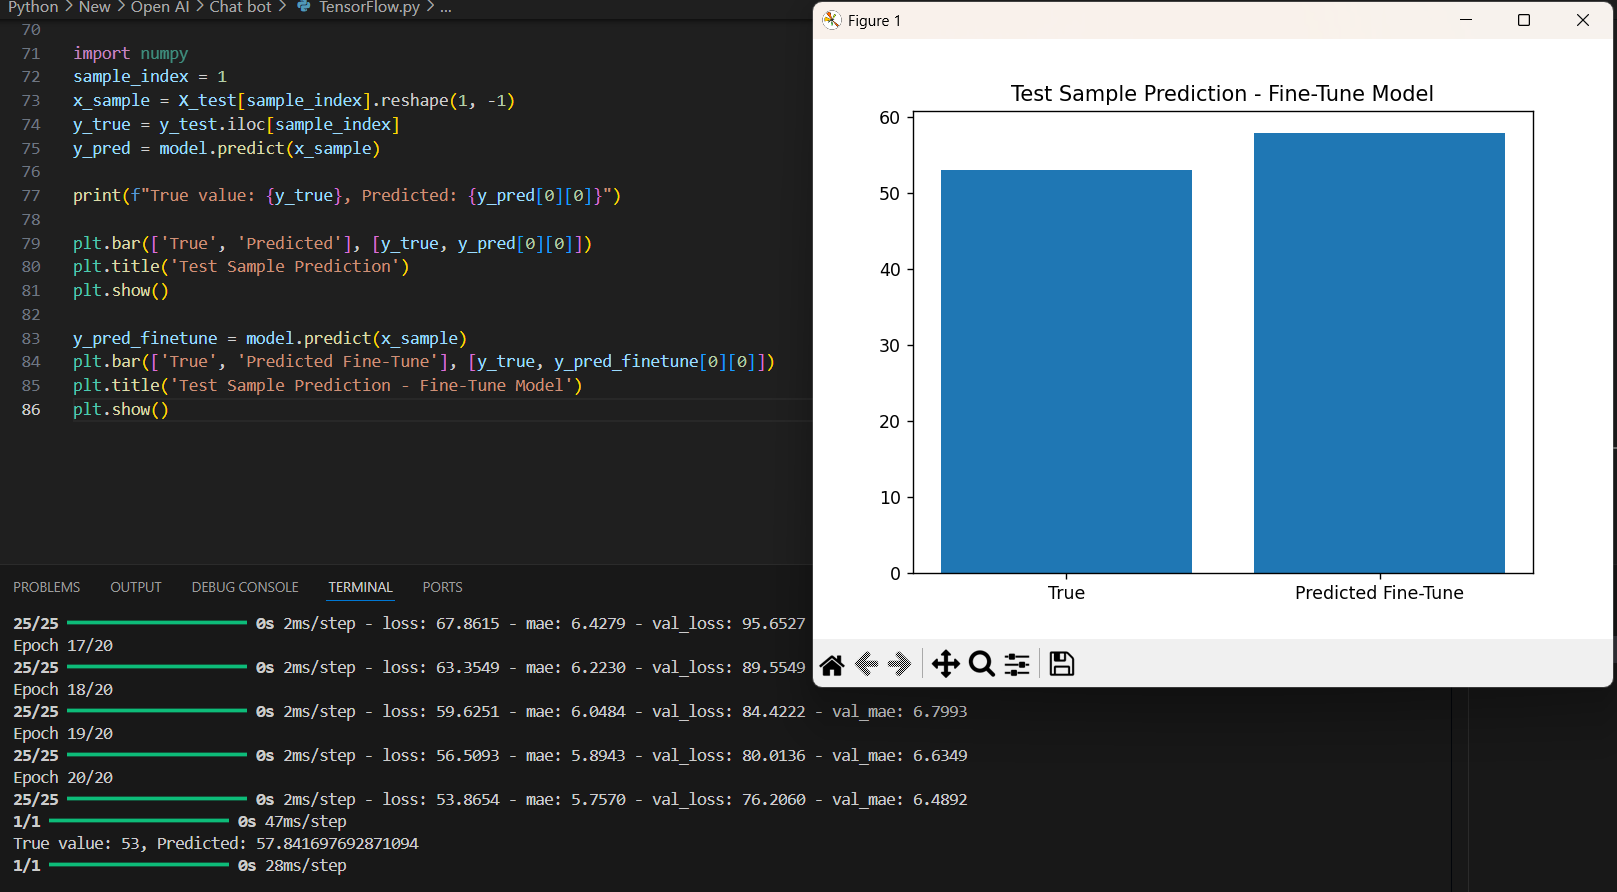 Python > New > Open AI > Chat bot > TensorFlow.py > ...
70
71 import numpy
72 sample_index = 1
73 x_sample = X_test[sample_index].reshape(1, -1)
74 y_true = y_test.iloc[sample_index]
75 y_pred = model.predict(x_sample)
76
77 print(f"True value: {y_true}, Predicted: {y_pred[0][0]}")
78
79 plt.bar(['True', 'Predicted'], [y_true, y_pred[0][0]])
80 plt.title('Test Sample Prediction')
81 plt.show()
82
83 y_pred_finetune = model.predict(x_sample)
84 plt.bar(['True', 'Predicted Fine-Tune'], [y_true, y_pred_finetune[0][0]])
85 plt.title('Test Sample Prediction - Fine-Tune Model')
86 plt.show()
Figure 1
Test Sample Prediction - Fine-Tune Model
60
50
40
30
20
10
0
True Predicted Fine-Tune
PROBLEMS OUTPUT DEBUG CONSOLE TERMINAL PORTS
25/25 0s 2ms/step - loss: 67.8615 - mae: 6.4279 - val_loss: 95.6527
Epoch 17/20
25/25 0s 2ms/step - loss: 63.3549 - mae: 6.2230 - val_loss: 89.5549
Epoch 18/20
25/25 0s 2ms/step - loss: 59.6251 - mae: 6.0484 - val_loss: 84.4222 - val_mae: 6.7993
Epoch 19/20
25/25 0s 2ms/step - loss: 56.5093 - mae: 5.8943 - val_loss: 80.0136 - val_mae: 6.6349
Epoch 20/20
25/25 0s 2ms/step - loss: 53.8654 - mae: 5.7570 - val_loss: 76.2060 - val_mae: 6.4892
1/1 0s 47ms/step
True value: 53, Predicted: 57.841697692871094
1/1 0s 28ms/step